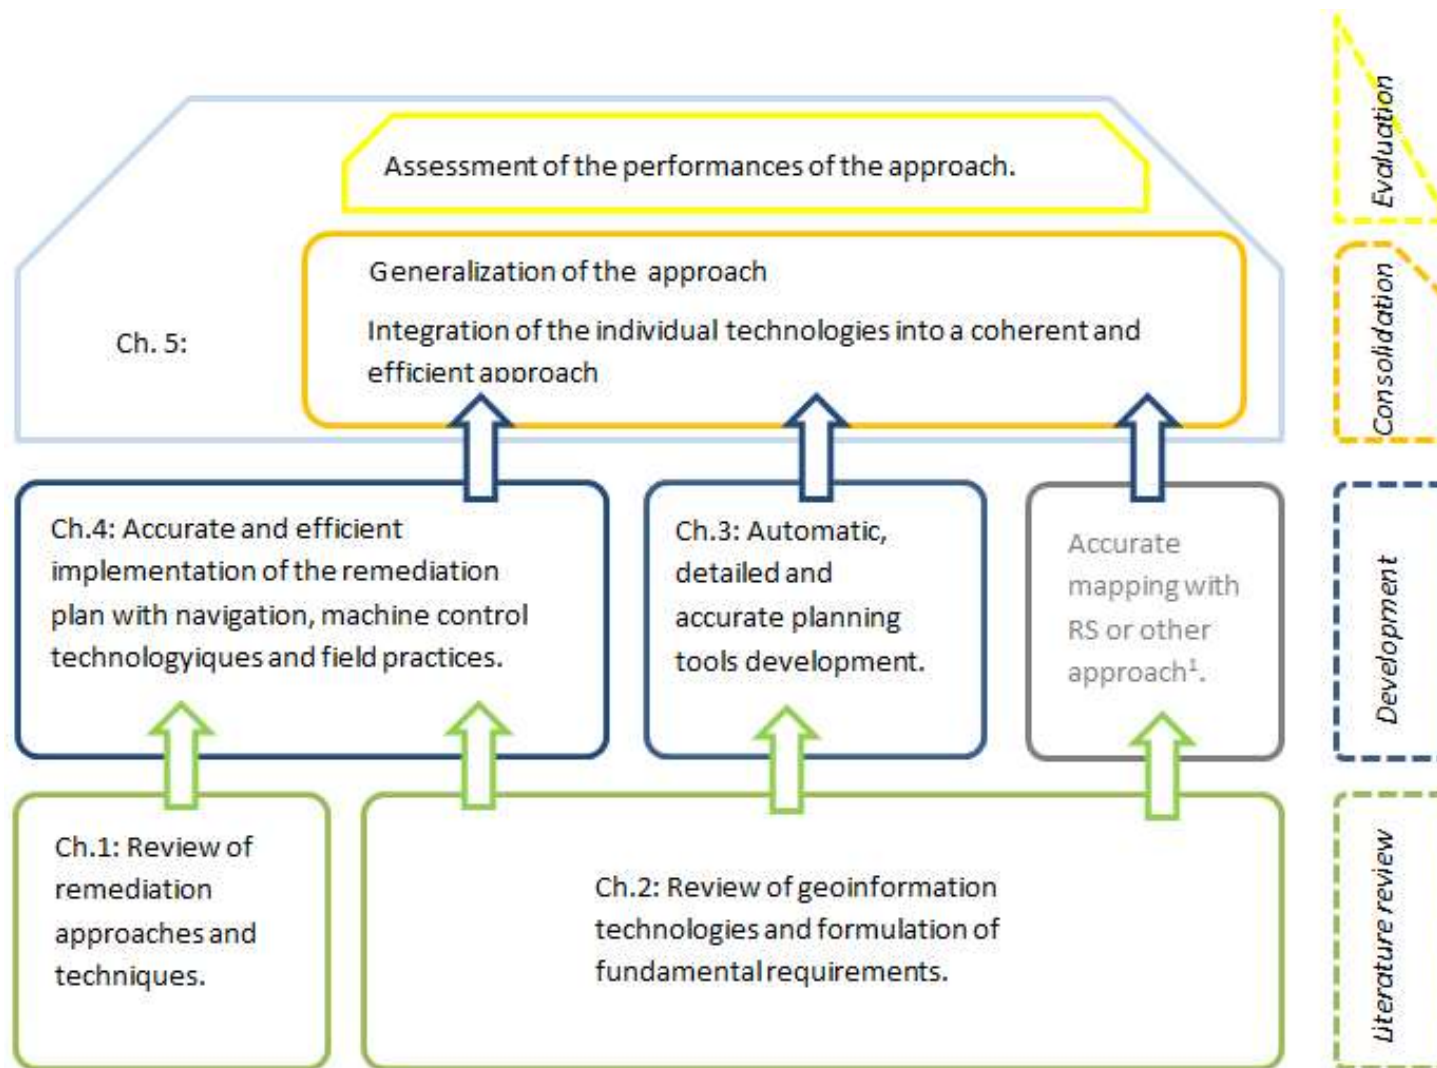 Assessment of the performances of the approach.
Evaluation
Generalization of the approach
Integration of the individual technologies into a coherent and
efficient approach
Ch. 5:
Consolidation
Ch.4: Accurate and efficient
implementation of the remediation
plan with navigation, machine control
technologyiques and field practices.
Ch.3: Automatic,
detailed and
accurate planning
tools development.
Accurate
mapping with
RS or other
approach¹.
Development
Ch.1: Review of
remediation
approaches and
techniques.
Ch.2: Review of geoinformation
technologies and formulation of
fundamental requirements.
Literature review